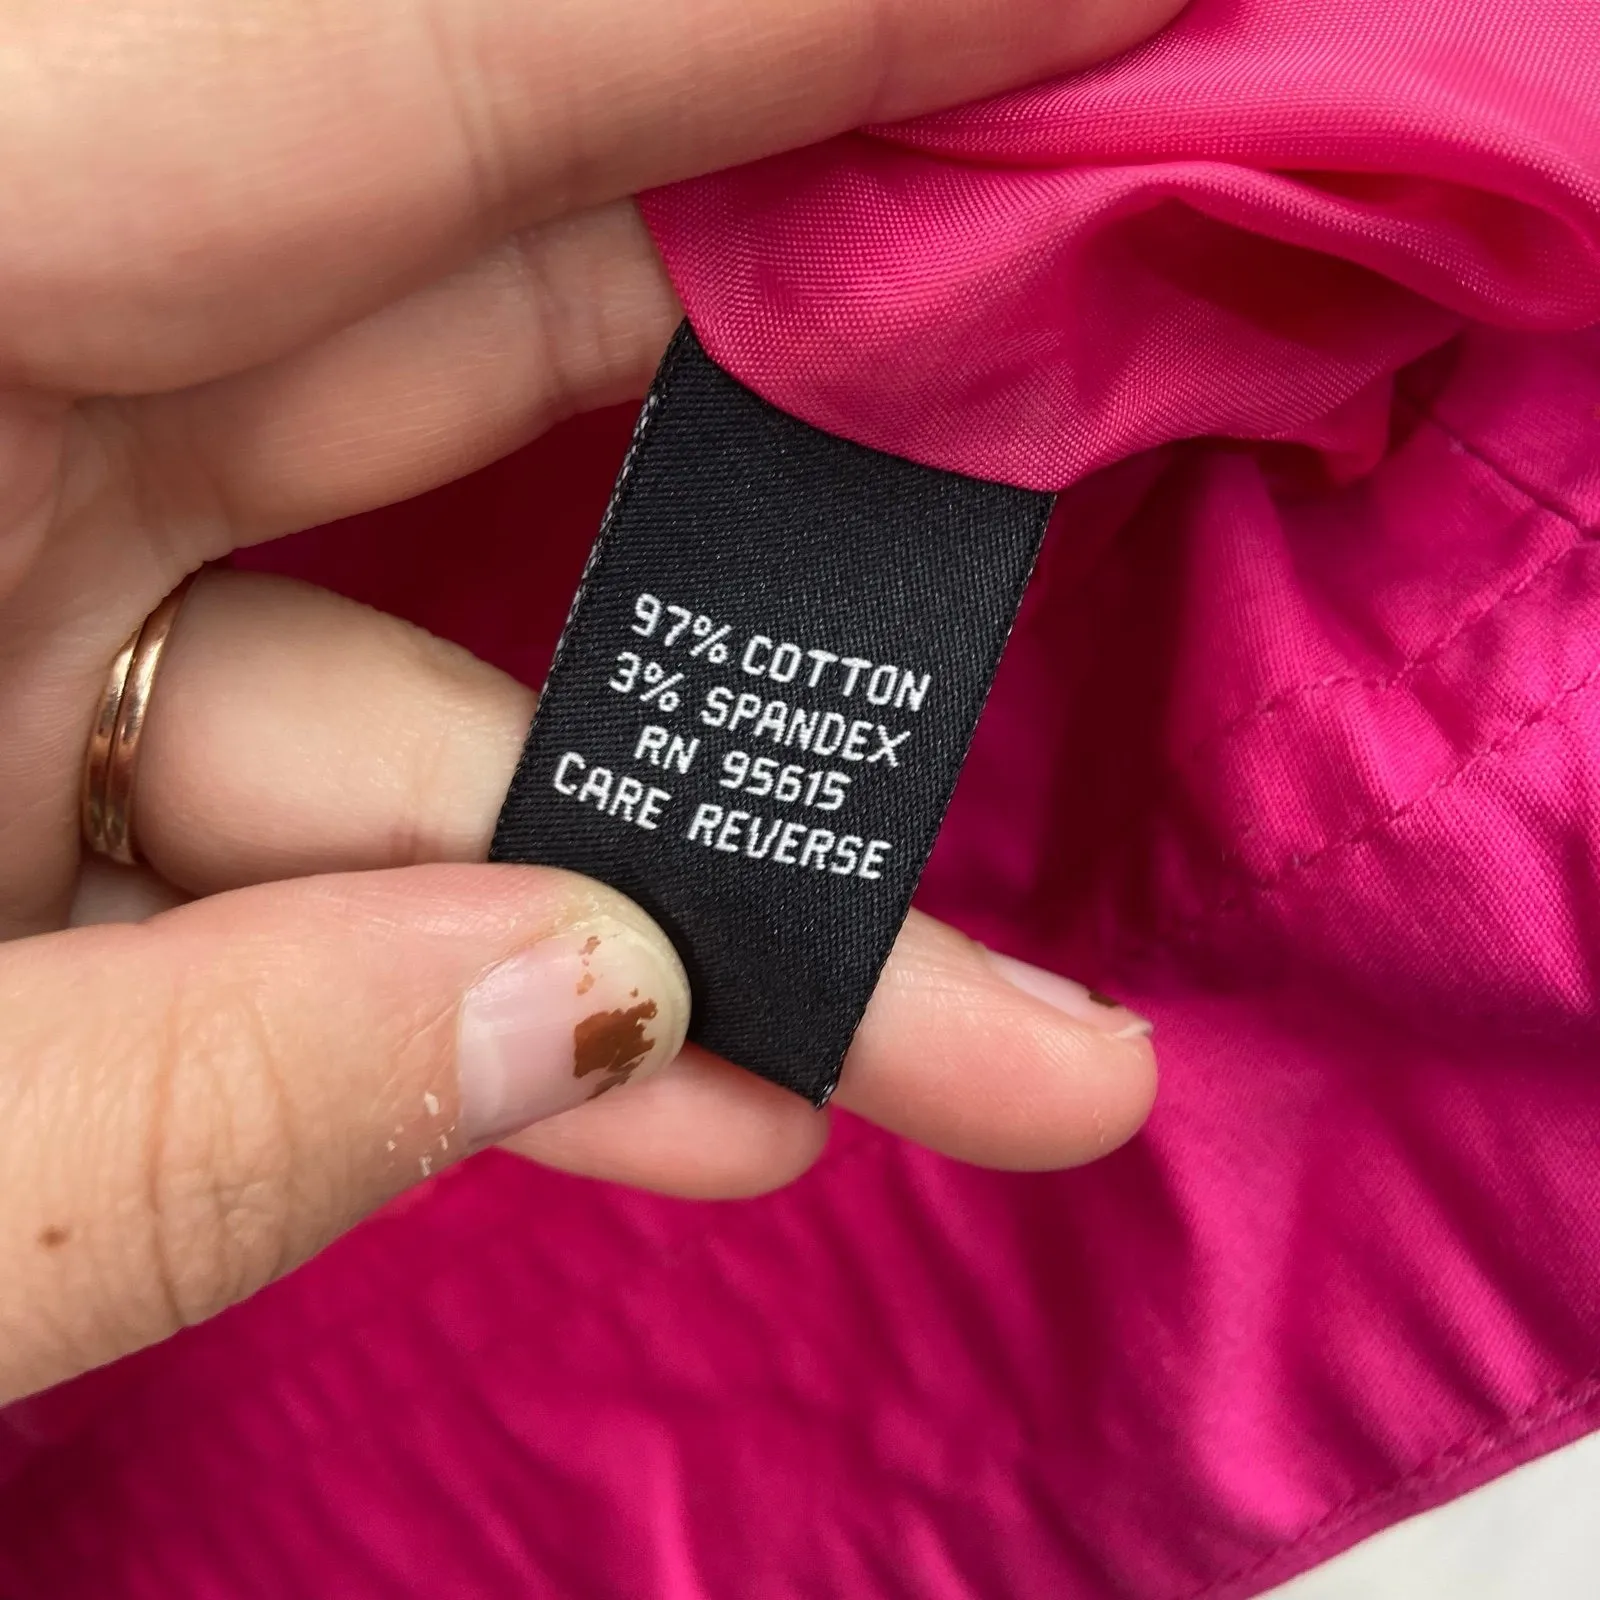 97% COTTON
3% SPANDEX
RN 95615
CARE REVERSE